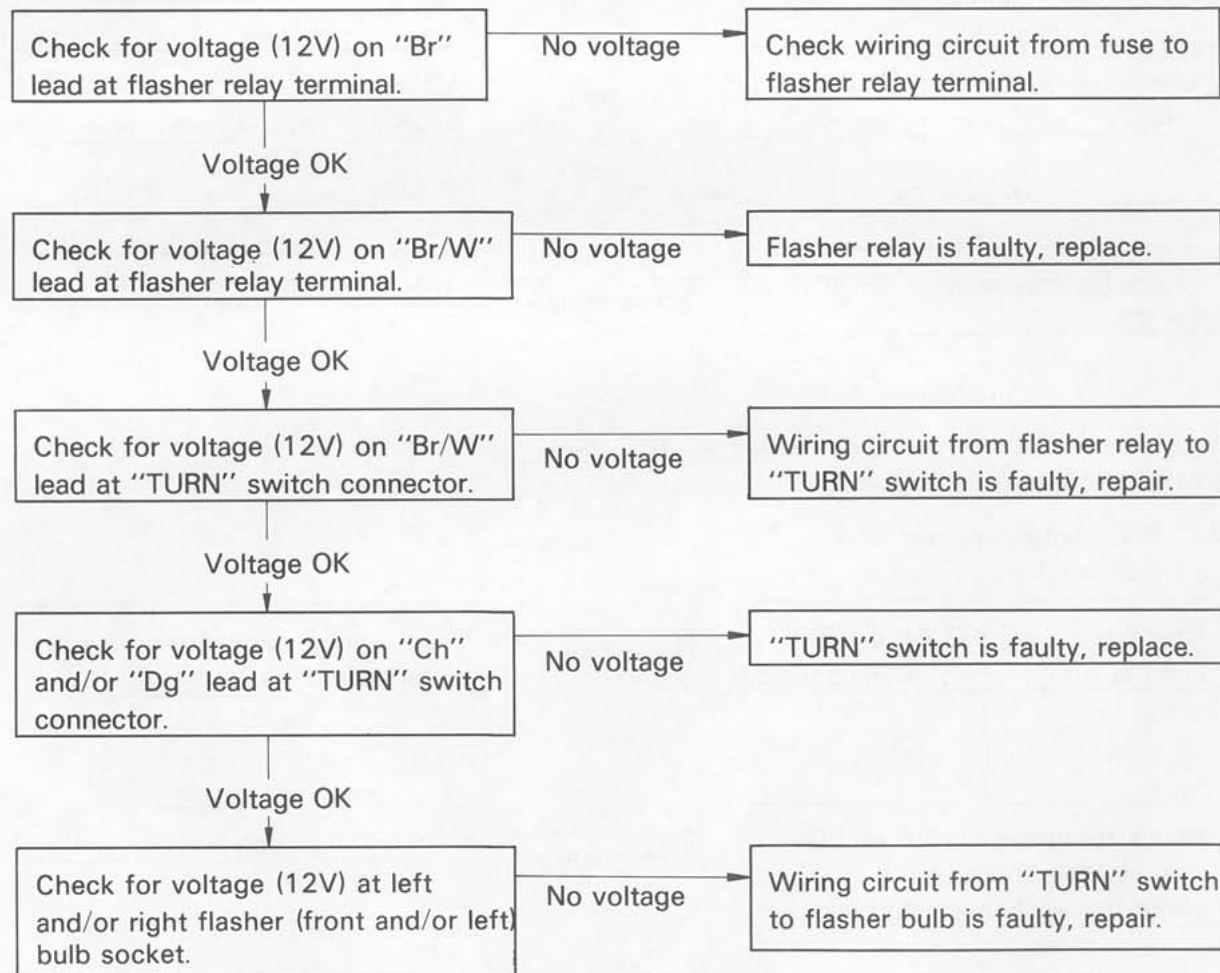 Check for voltage (12V) on "Br"
lead at flasher relay terminal.
No voltage
Check wiring circuit from fuse to
flasher relay terminal.
Voltage OK
Check for voltage (12V) on "Br/W"
lead at flasher relay terminal.
No voltage
Flasher relay is faulty, replace.
Voltage OK
Check for voltage (12V) on "Br/W"
lead at "TURN" switch connector.
No voltage
Wiring circuit from flasher relay to
"TURN" switch is faulty, repair.
Voltage OK
Check for voltage (12V) on "Ch"
and/or "Dg" lead at "TURN" switch
connector.
No voltage
"TURN" switch is faulty, replace.
Voltage OK
Check for voltage (12V) at left
and/or right flasher (front and/or left)
bulb socket.
No voltage
Wiring circuit from "TURN" switch
to flasher bulb is faulty, repair.